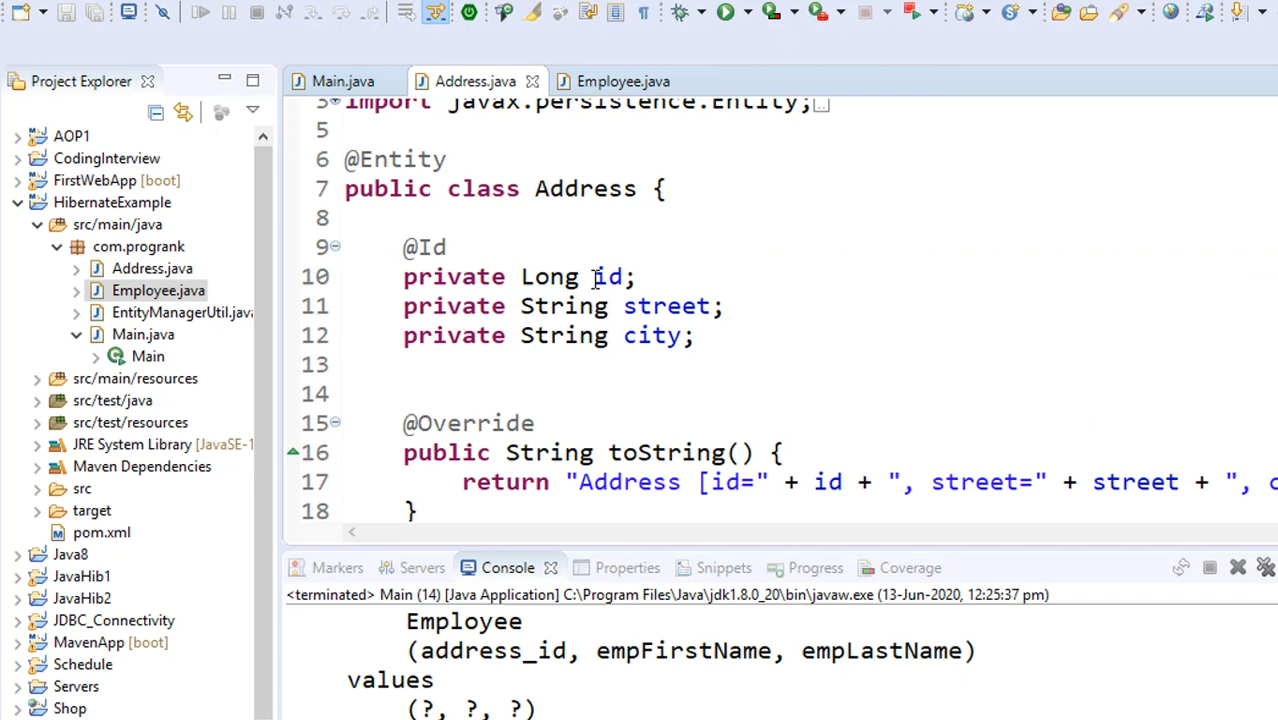 Project Explorer
AOP1
CodingInterview
FirstWebApp [boot]
HibernateExample
src/main/java
com.progrank
Address.java
Employee.java
EntityManagerUtil.java
Main.java
Main
src/main/resources
src/test/java
src/test/resources
JRE System Library [JavaSE-1
Maven Dependencies
src
target
pom.xml
Java8
JavaHib1
JavaHib2
JDBC_Connectivity
MavenApp [boot]
Schedule
Servers
Shop
Main.java Address.java Employee.java
3 import javax.persistence.Entity;
5
6 @Entity
7 public class Address {
8
9 @Id
10 private Long id;
11 private String street;
12 private String city;
13
14
15 @Override
16 public String toString() {
17 return "Address [id=" + id + ", street=" + street + ", c
18 }
Markers Servers Console Properties Snippets Progress Coverage
<terminated> Main (14) [Java Application] C:\Program Files\Java\jdk1.8.0_20\bin\javaw.exe (13-Jun-2020, 12:25:37 pm)
Employee
(address_id, empFirstName, empLastName)
values
(?, ?, ?)